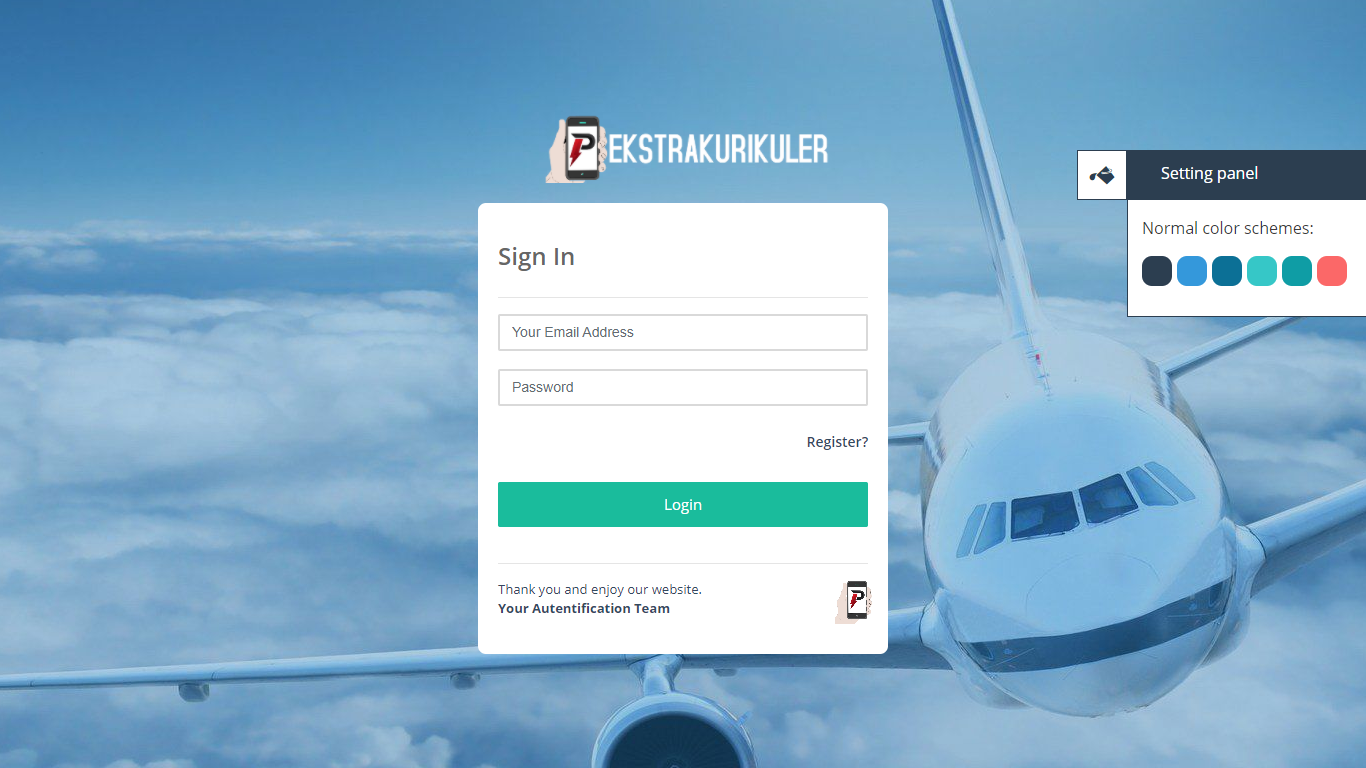 EKSTRAKURIKULER
Setting panel
Normal color schemes:
Sign In
Your Email Address
Password
Register?
Login
Thank you and enjoy our website.
Your Autentification Team